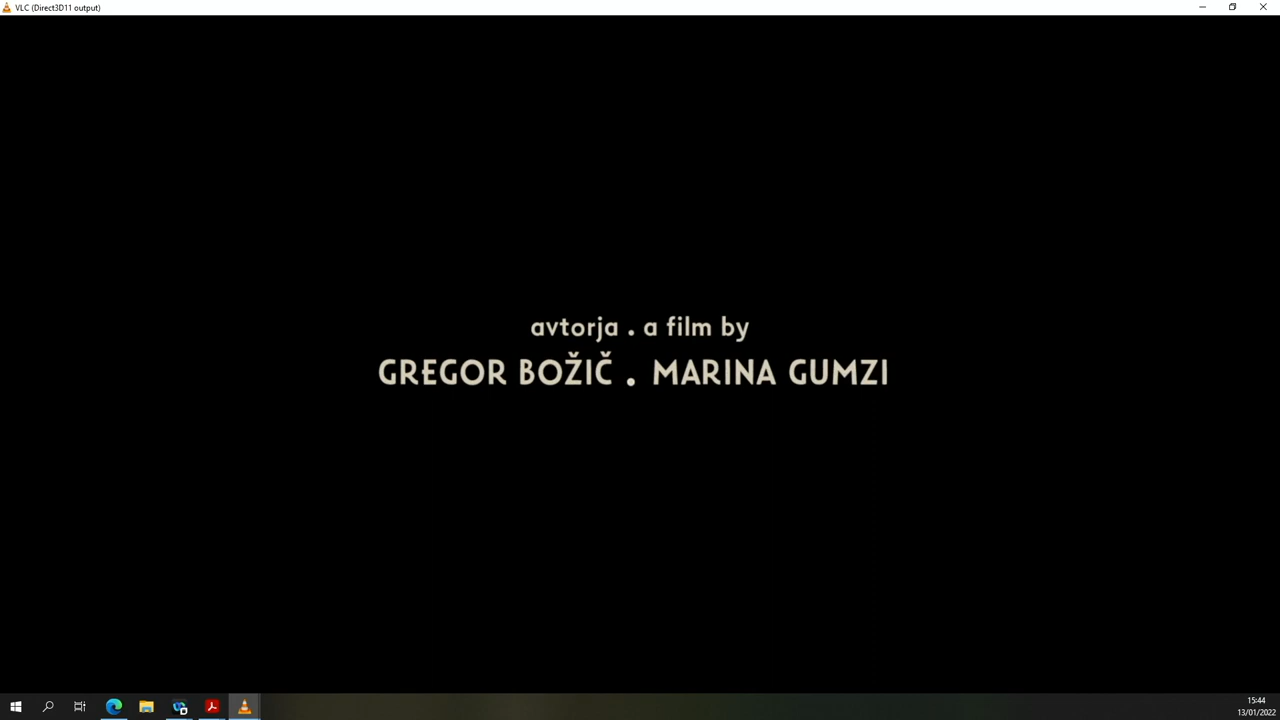 VLC (Direct3D11 output)
avtorja . a film by
GREGOR BOŽIČ . MARINA GUMZI
15:44
13/01/2022